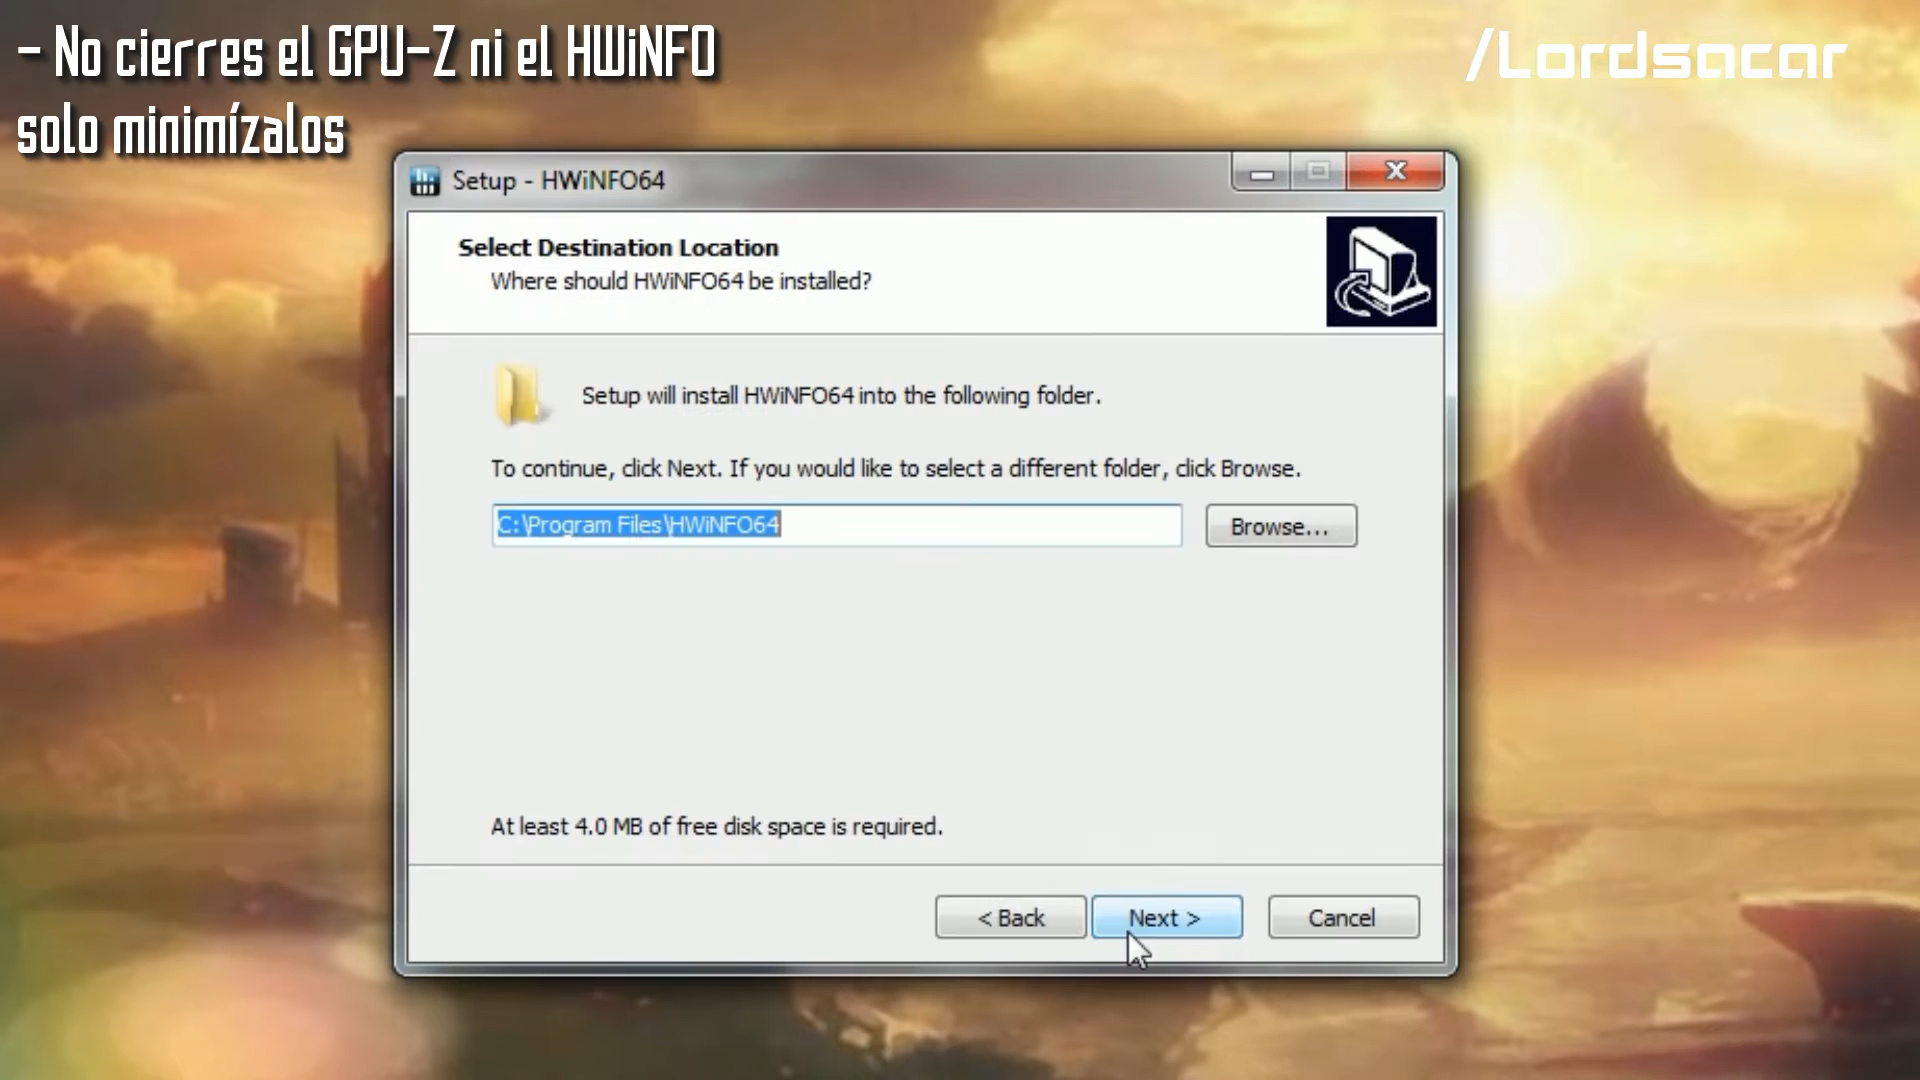 - No cierres el GPU-Z ni el HWiNFO
solo minimízalos
/Lordsacar
Setup - HWiNFO64
Select Destination Location
Where should HWiNFO64 be installed?
Setup will install HWiNFO64 into the following folder.
To continue, click Next. If you would like to select a different folder, click Browse.
C:\Program Files\HWiNFO64
Browse...
At least 4.0 MB of free disk space is required.
< Back
Next >
Cancel